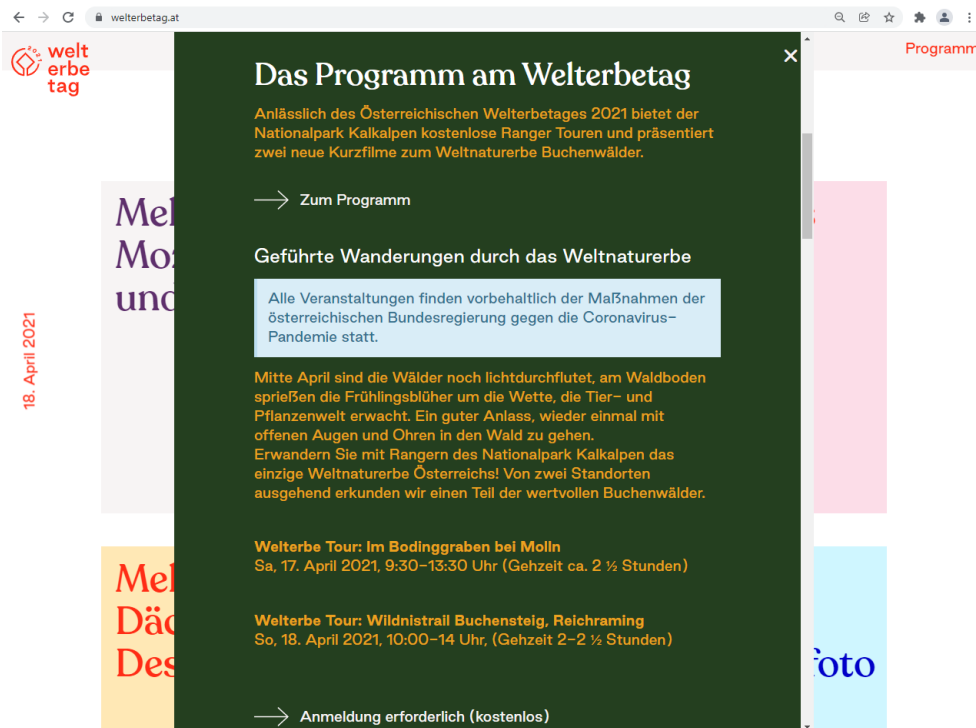 welterbetag.at
2021
welt
erbe
tag
Programm
18. April 2021
Das Programm am Welterbetag
Anlässlich des Österreichischen Welterbetages 2021 bietet der
Nationalpark Kalkalpen kostenlose Ranger Touren und präsentiert
zwei neue Kurzfilme zum Weltnaturerbe Buchenwälder.
Zum Programm
Geführte Wanderungen durch das Weltnaturerbe
Alle Veranstaltungen finden vorbehaltlich der Maßnahmen der
österreichischen Bundesregierung gegen die Coronavirus-
Pandemie statt.
Mitte April sind die Wälder noch lichtdurchflutet, am Waldboden
sprießen die Frühlingsblüher um die Wette, die Tier- und
Pflanzenwelt erwacht. Ein guter Anlass, wieder einmal mit
offenen Augen und Ohren in den Wald zu gehen.
Erwandern Sie mit Rangern des Nationalpark Kalkalpen das
einzige Weltnaturerbe Österreichs! Von zwei Standorten
ausgehend erkunden wir einen Teil der wertvollen Buchenwälder.
Welterbe Tour: Im Bodinggraben bei Molln
Sa, 17. April 2021, 9:30-13:30 Uhr (Gehzeit ca. 2 ½ Stunden)
Welterbe Tour: Wildnistrail Buchensteig, Reichraming
So, 18. April 2021, 10:00-14 Uhr, (Gehzeit 2-2 ½ Stunden)
Anmeldung erforderlich (kostenlos)
Mel
Moz
und
Mel
Däc
Des
foto